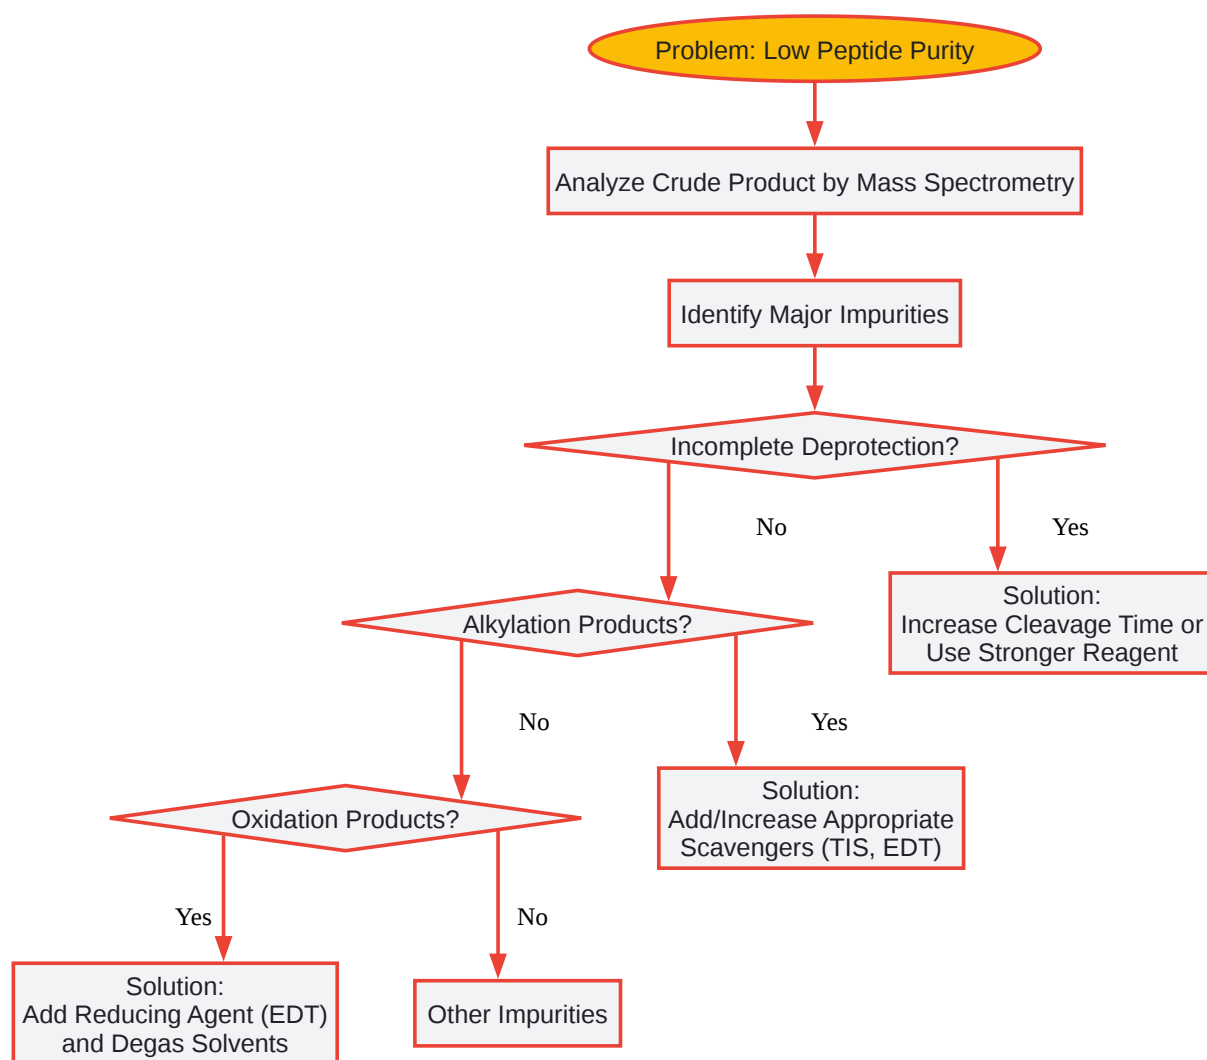 Problem: Low Peptide Purity
Analyze Crude Product by Mass Spectrometry
Identify Major Impurities
Incomplete Deprotection?
No
Yes
Solution:
Increase Cleavage Time or
Use Stronger Reagent
Alkylation Products?
No
Yes
Solution:
Add/Increase Appropriate
Scavengers (TIS, EDT)
Oxidation Products?
Yes
No
Solution:
Add Reducing Agent (EDT)
and Degas Solvents
Other Impurities